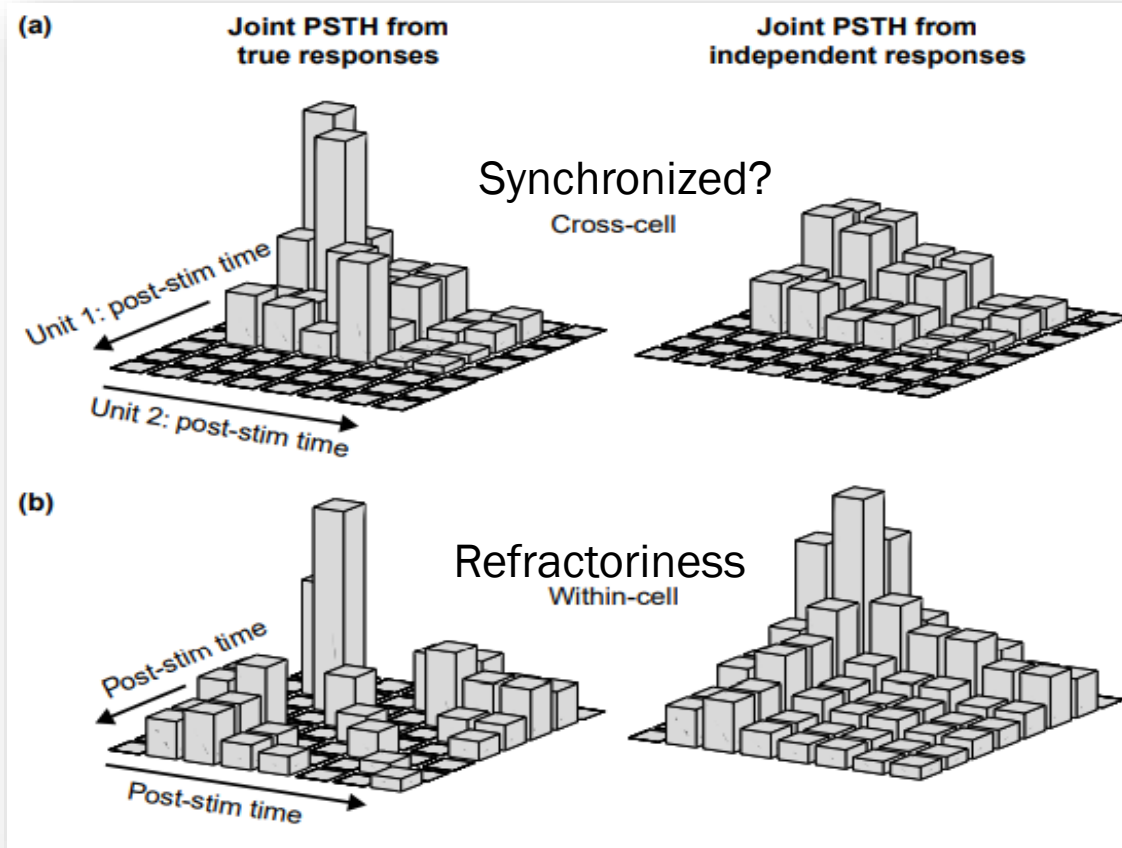 (a)
Joint PSTH from
true responses
Joint PSTH from
independent responses
Synchronized?
Cross-cell
Unit 1: post-stim time
Unit 2: post-stim time
(b)
Refractoriness
Within-cell
Post-stim time
Post-stim time